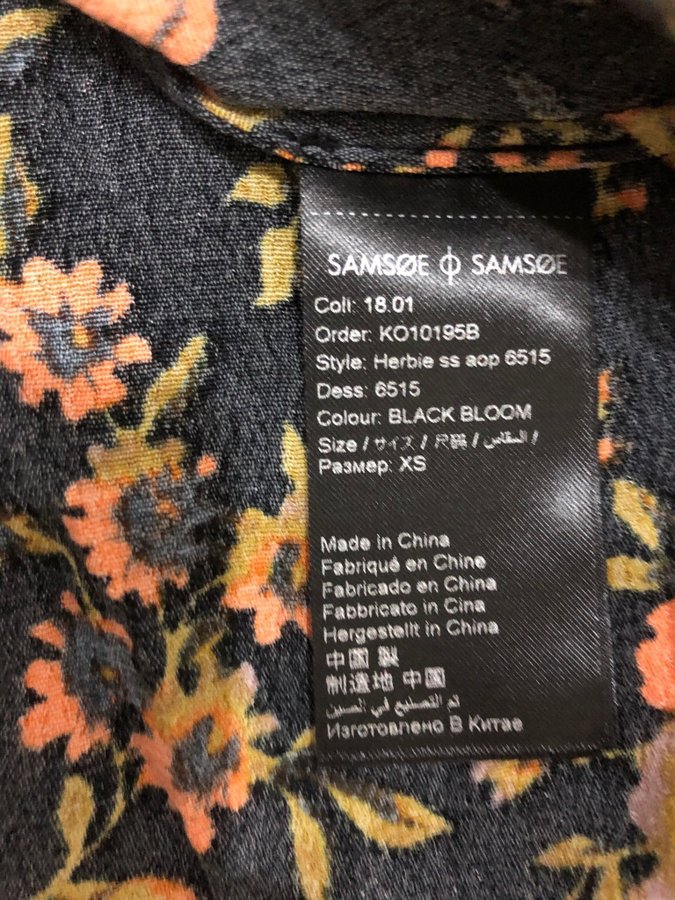 SAMSØE ϕ SAMSØE
Coll: 18.01
Order: KO10195B
Style: Herbie ss aop 6515
Dess: 6515
Colour: BLACK BLOOM
Size / サイズ / 尺碼 / المقاس /
Размер: XS
Made in China
Fabriqué en Chine
Fabricado en China
Fabbricato in Cina
Hergestellt in China
中国 製
制造地 中国
تم التصنيع في الصين
Изготовлено В Китае